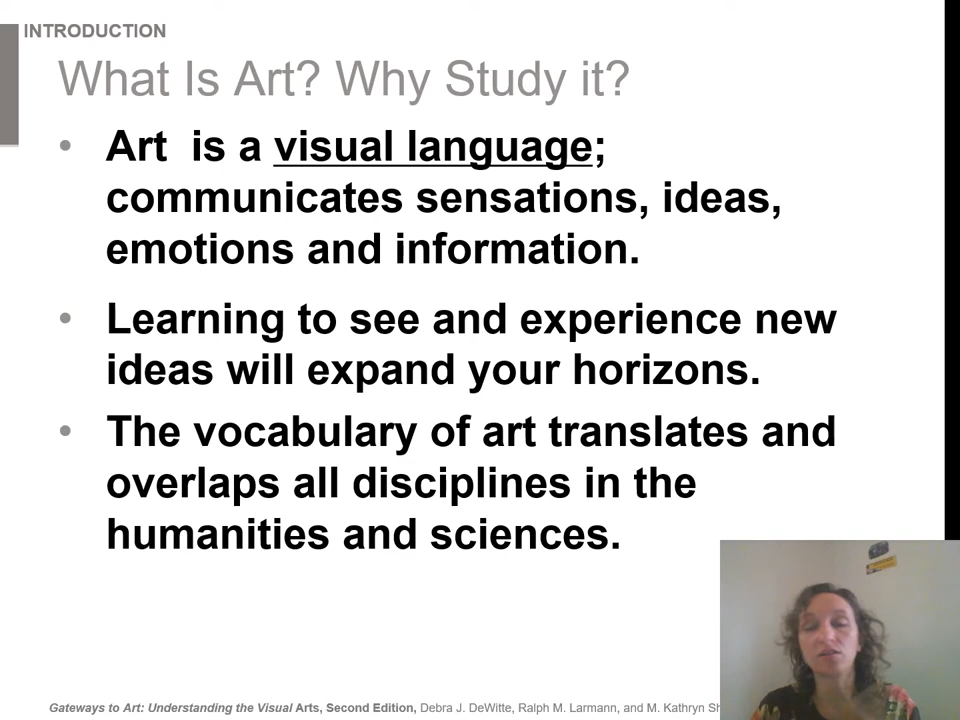 INTRODUCTION
What Is Art? Why Study it?
• Art is a visual language;
communicates sensations, ideas,
emotions and information.
• Learning to see and experience new
ideas will expand your horizons.
• The vocabulary of art translates and
overlaps all disciplines in the
humanities and sciences.
Gateways to Art: Understanding the Visual Arts, Second Edition, Debra J. DeWitte, Ralph M. Larmann, and M. Kathryn